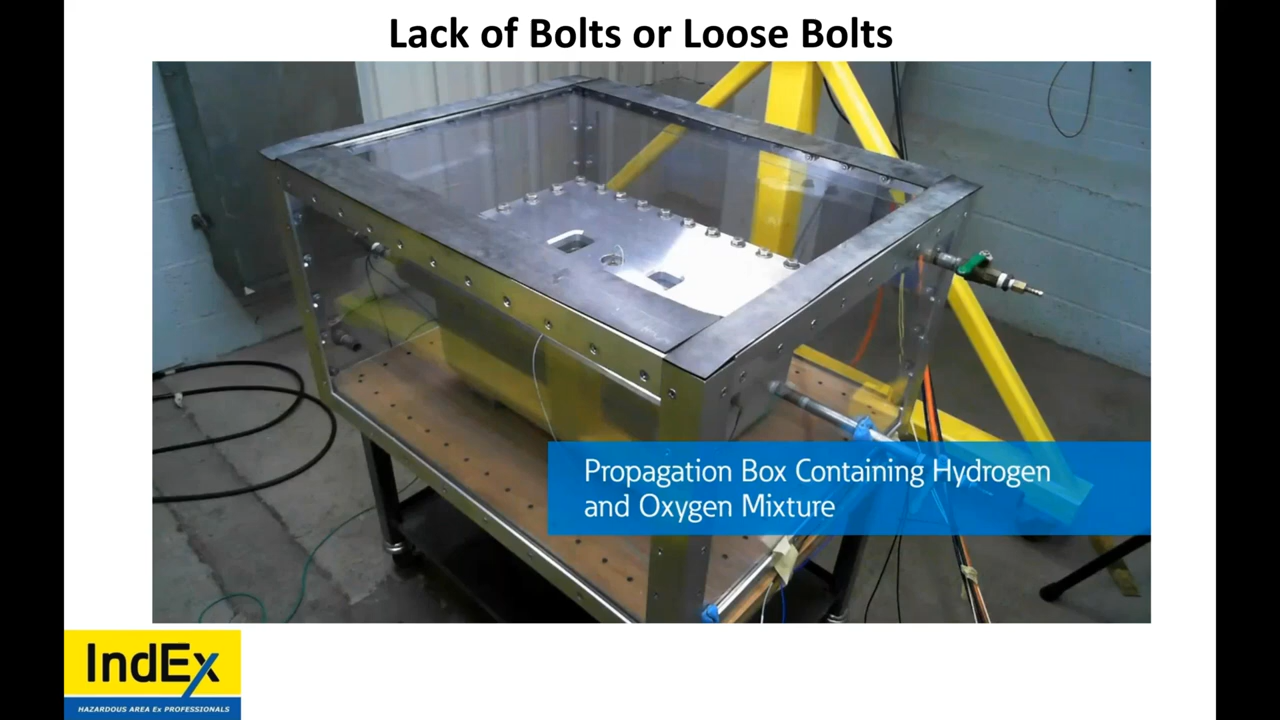 Lack of Bolts or Loose Bolts
Propagation Box Containing Hydrogen
and Oxygen Mixture
IndEx
HAZARDOUS AREA Ex PROFESSIONALS